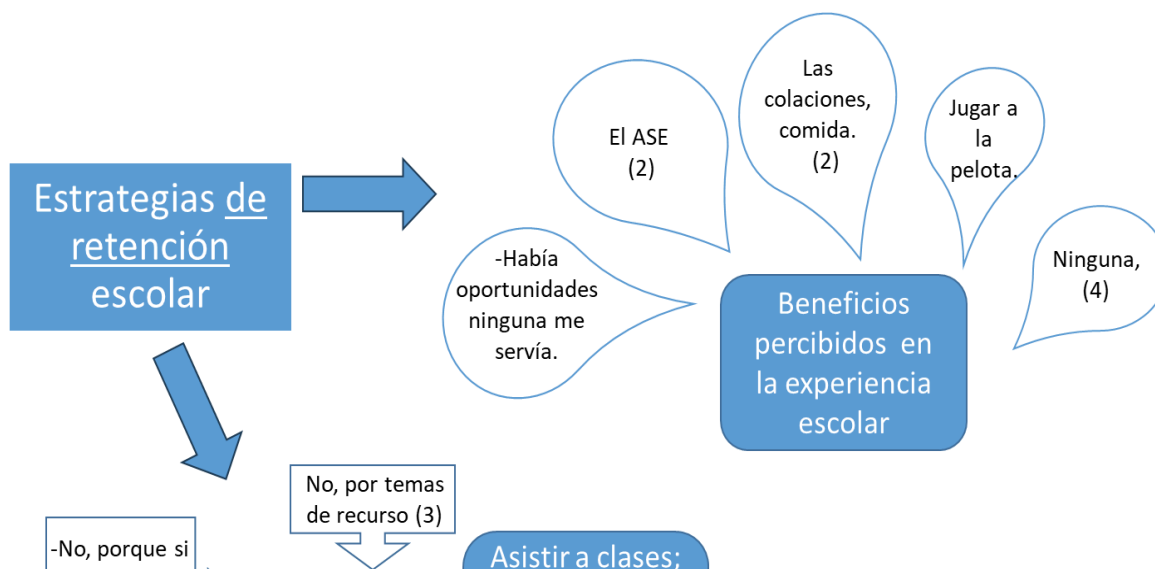 Estrategias de
retención
escolar
-Había
oportunidades
ninguna me
servía.
El ASE
(2)
Las
colaciones,
comida.
(2)
Jugar a
la
pelota.
Ninguna,
(4)
Beneficios
percibidos en
la experiencia
escolar
-No, porque si
No, por temas
de recurso (3)
Asistir a clases;